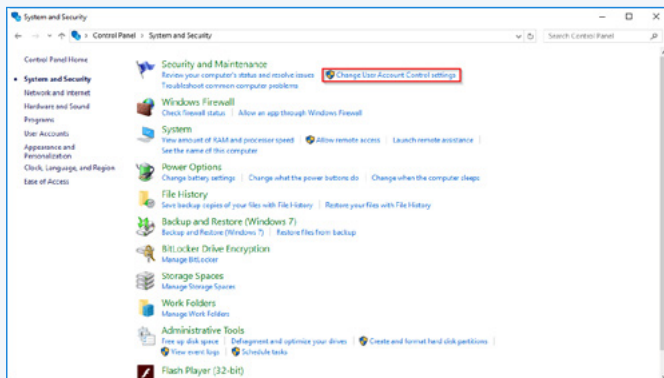 System and Security
Control Panel > System and Security
Search Control Panel
Control Panel Home
System and Security
Network and Internet
Hardware and Sound
Programs
User Accounts
Appearance and
Personalization
Clock, Language, and Region
Ease of Access
Security and Maintenance
Review your computer's status and resolve issues | Change User Account Control settings
Troubleshoot common computer problems
Windows Firewall
Check firewall status | Allow an app through Windows Firewall
System
View amount of RAM and processor speed | Allow remote access | Launch remote assistance
See the name of this computer
Power Options
Change battery settings | Change what the power buttons do | Change when the computer sleeps
File History
Save backup copies of your files with File History | Restore your files with File History
Backup and Restore (Windows 7)
Backup and Restore (Windows 7) | Restore files from backup
BitLocker Drive Encryption
Manage BitLocker
Storage Spaces
Manage Storage Spaces
Work Folders
Manage Work Folders
Administrative Tools
Free up disk space | Defragment and optimize your drives | Create and format hard disk partitions
View event logs | Schedule tasks
Flash Player (32-bit)